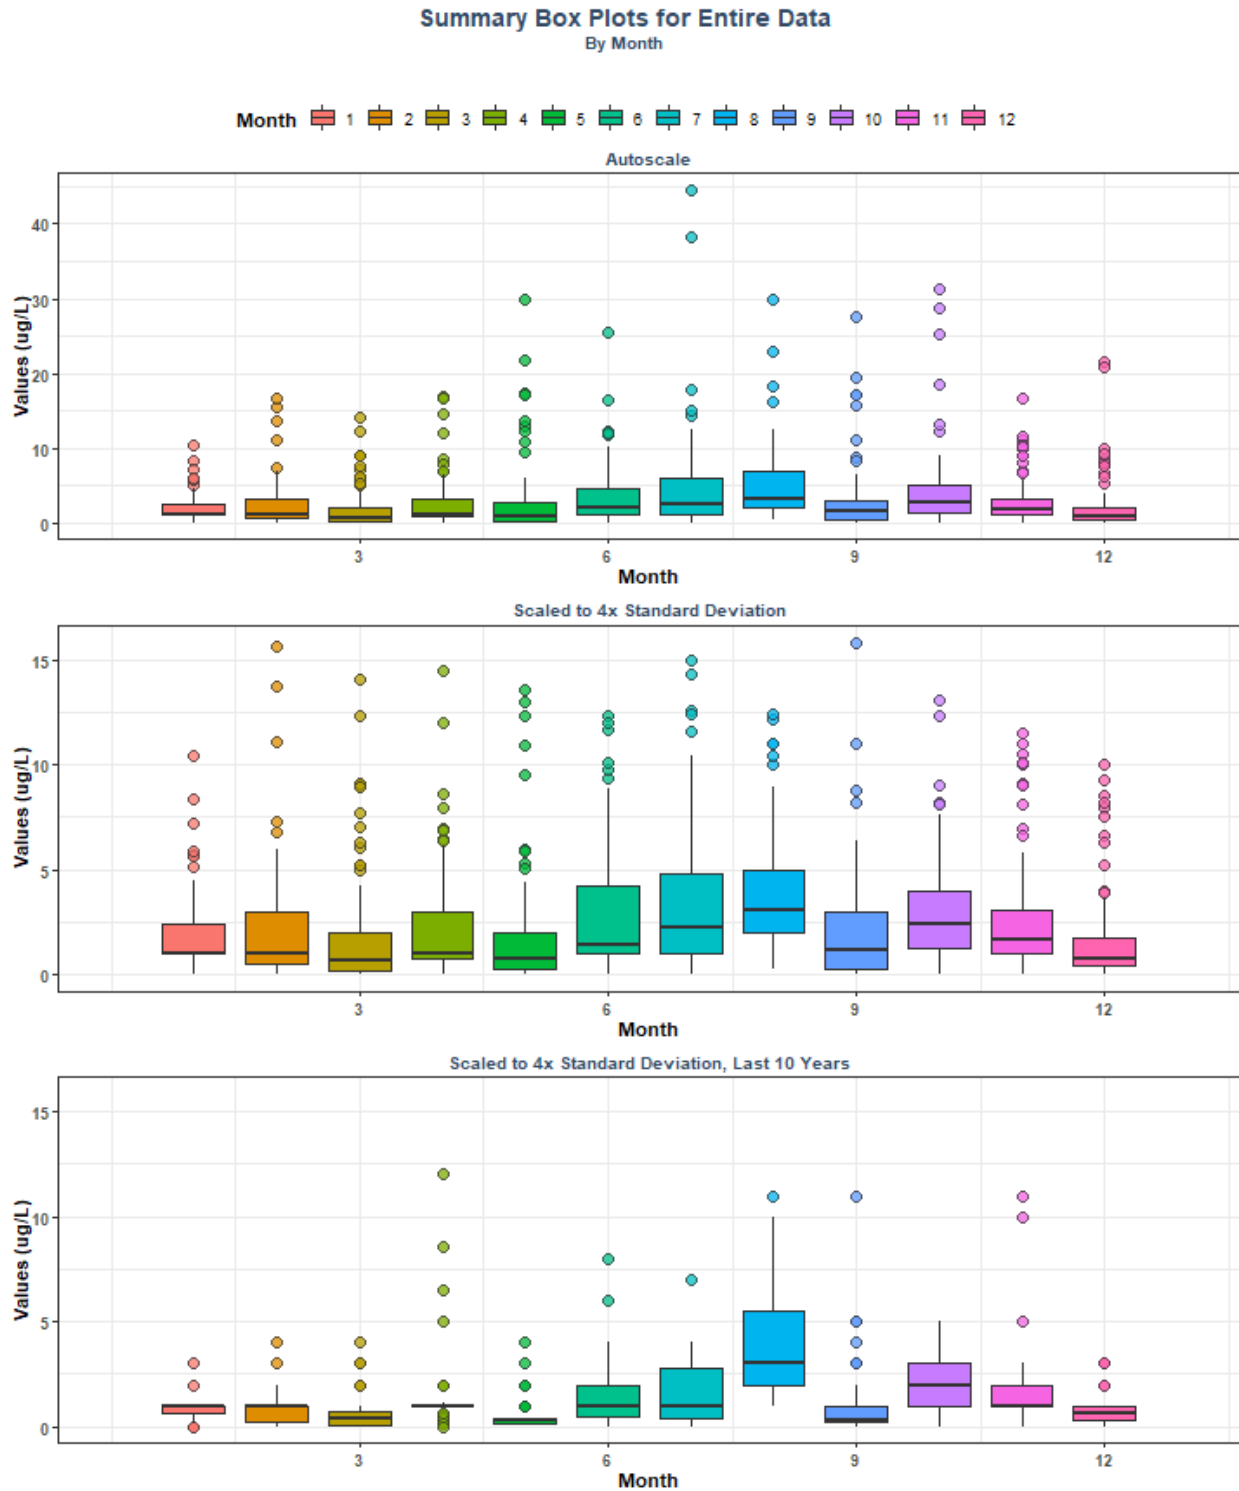 Summary Box Plots for Entire Data
By Month
Month 1 2 3 4 5 6 7 8 9 10 11 12
Autoscale
Values (ug/L)
40
30
20
10
0
3 6 9 12
Month
Scaled to 4x Standard Deviation
Values (ug/L)
15
10
5
0
3 6 9 12
Month
Scaled to 4x Standard Deviation, Last 10 Years
Values (ug/L)
15
10
5
0
3 6 9 12
Month